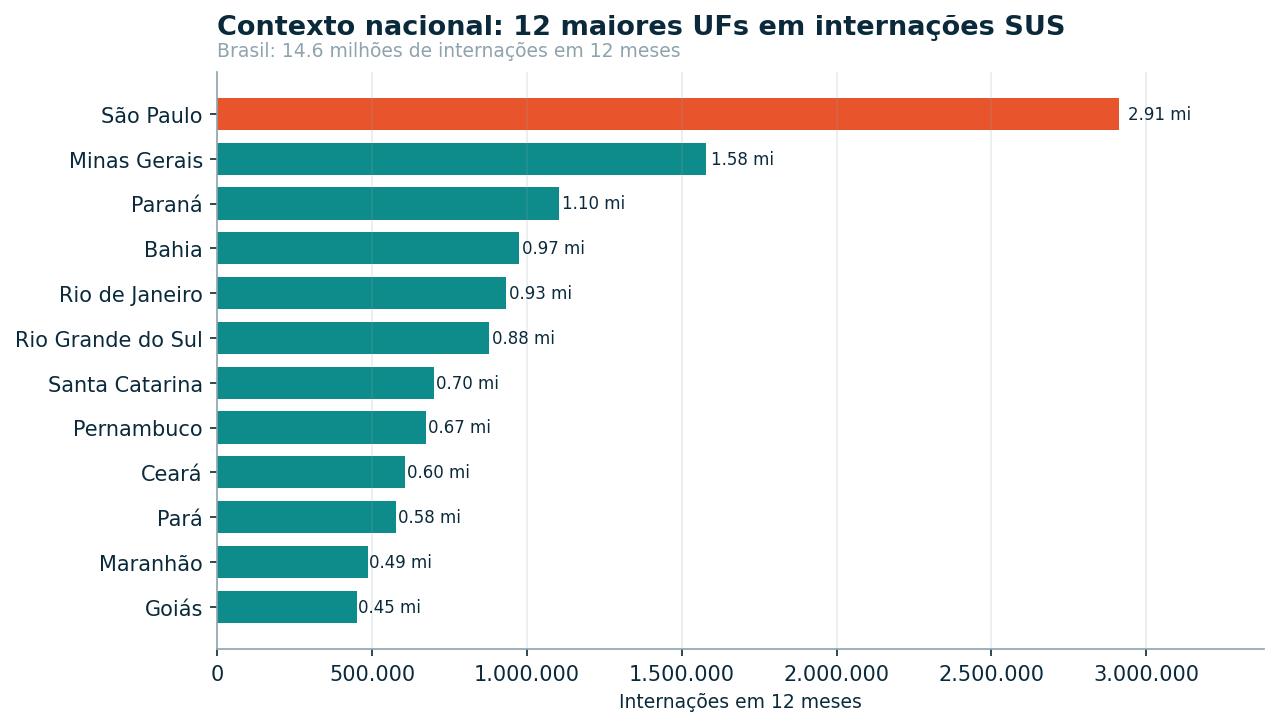 Contexto nacional: 12 maiores UFs em internações SUS
Brasil: 14.6 milhões de internações em 12 meses
São Paulo 2.91 mi
Minas Gerais 1.58 mi
Paraná 1.10 mi
Bahia 0.97 mi
Rio de Janeiro 0.93 mi
Rio Grande do Sul 0.88 mi
Santa Catarina 0.70 mi
Pernambuco 0.67 mi
Ceará 0.60 mi
Pará 0.58 mi
Maranhão 0.49 mi
Goiás 0.45 mi
0 500.000 1.000.000 1.500.000 2.000.000 2.500.000 3.000.000
Internações em 12 meses